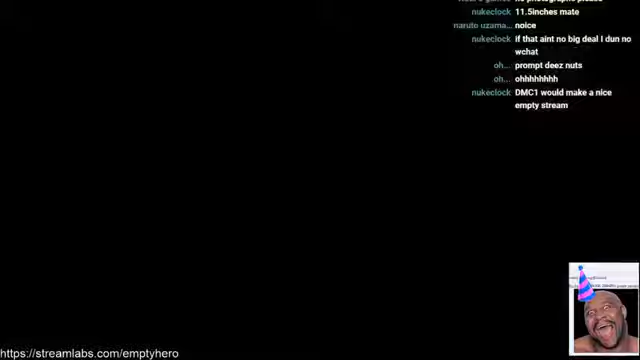 nukeclock 11.5inches mate
naruto uzama... noice
nukeclock if that aint no big deal I dun no
wchat
oh... prompt deez nuts
oh... ohhhhhhh
nukeclock DMC1 would make a nice
empty stream
https://streamlabs.com/emptyhero